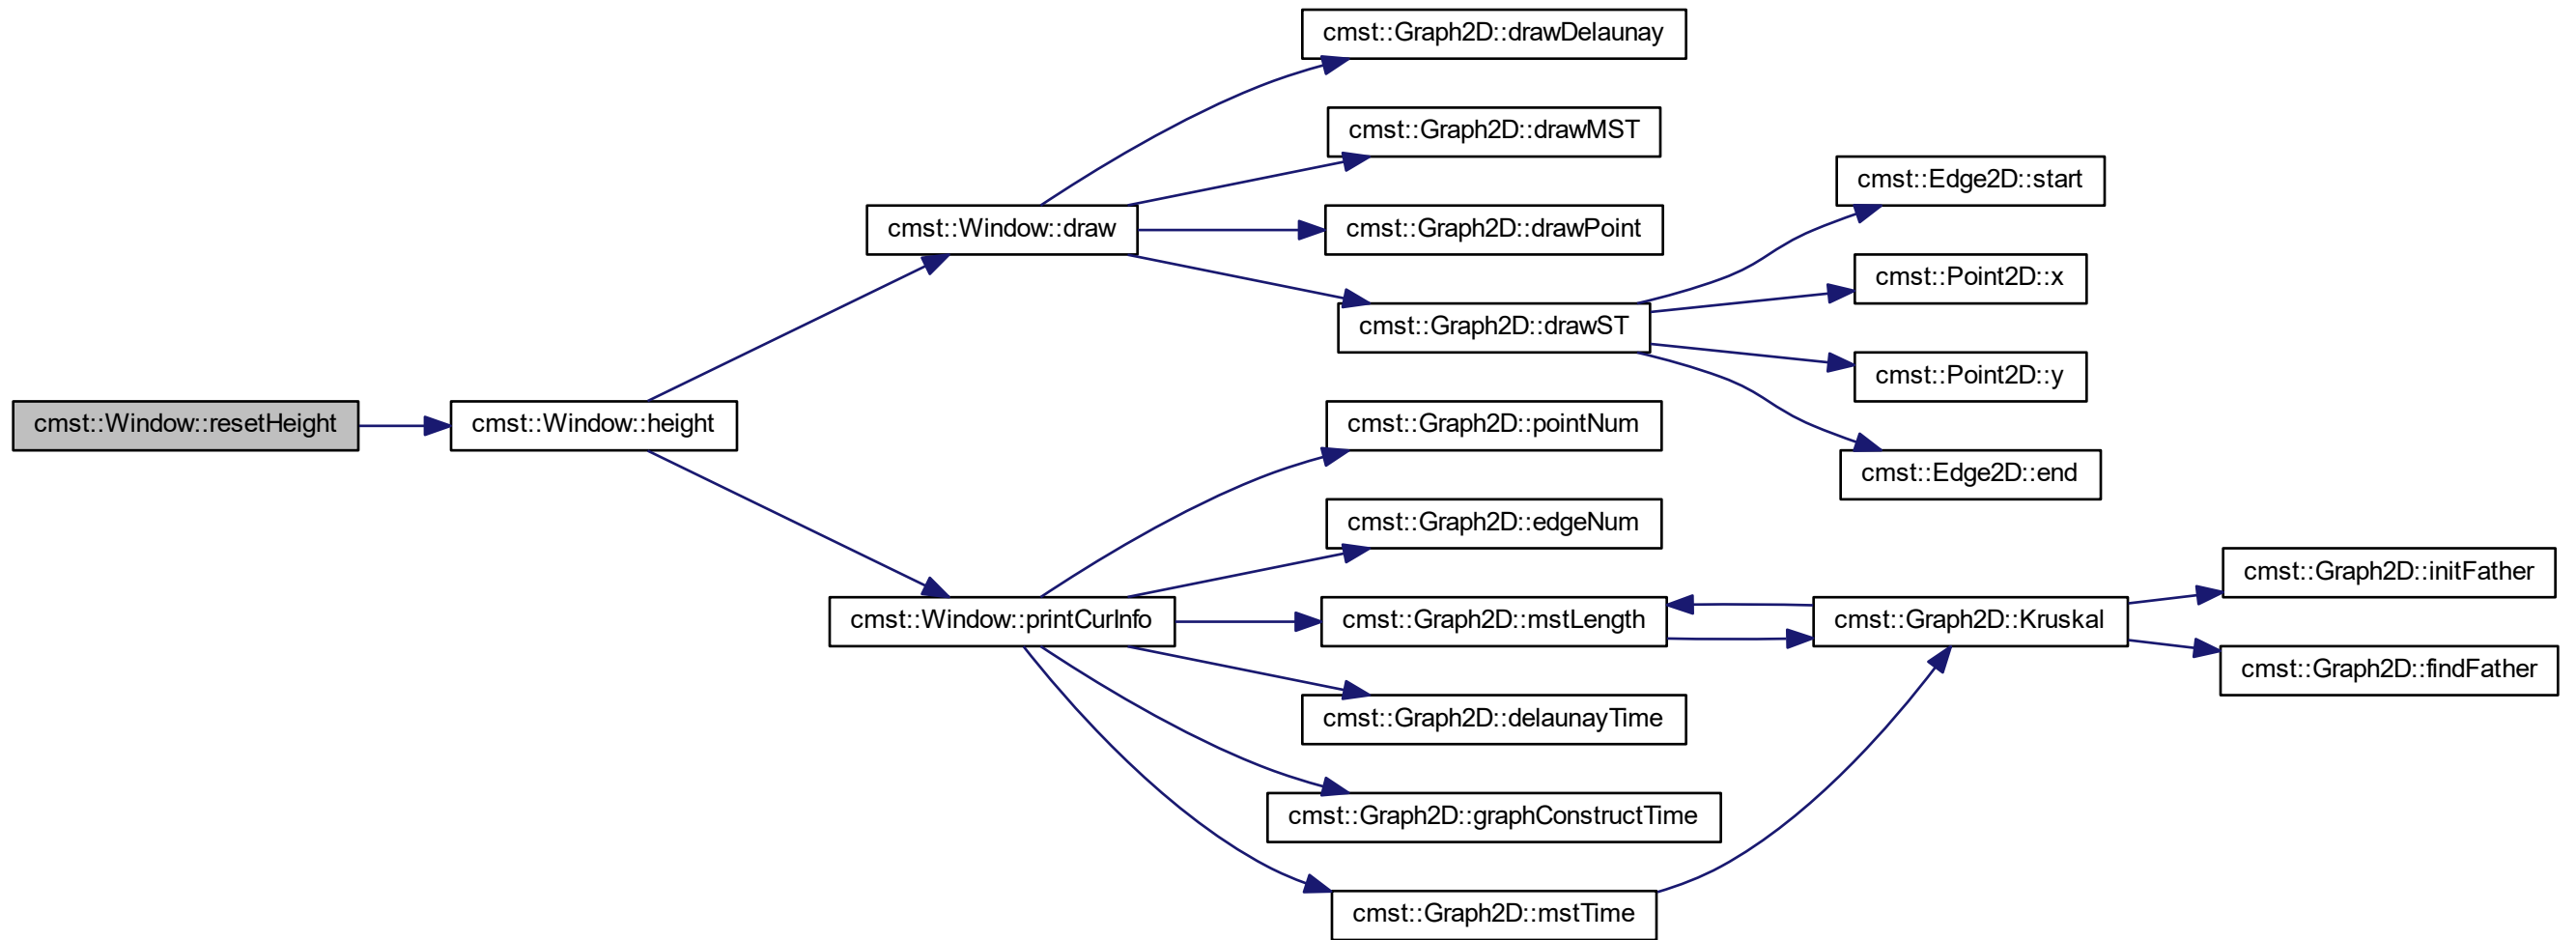 cmst::Graph2D::drawDelaunay
cmst::Graph2D::drawMST
cmst::Edge2D::start
cmst::Window::draw
cmst::Graph2D::drawPoint
cmst::Point2D::x
cmst::Graph2D::drawST
cmst::Point2D::y
cmst::Window::resetHeight
cmst::Window::height
cmst::Graph2D::pointNum
cmst::Edge2D::end
cmst::Graph2D::edgeNum
cmst::Graph2D::initFather
cmst::Window::printCurInfo
cmst::Graph2D::mstLength
cmst::Graph2D::Kruskal
cmst::Graph2D::findFather
cmst::Graph2D::delaunayTime
cmst::Graph2D::graphConstructTime
cmst::Graph2D::mstTime